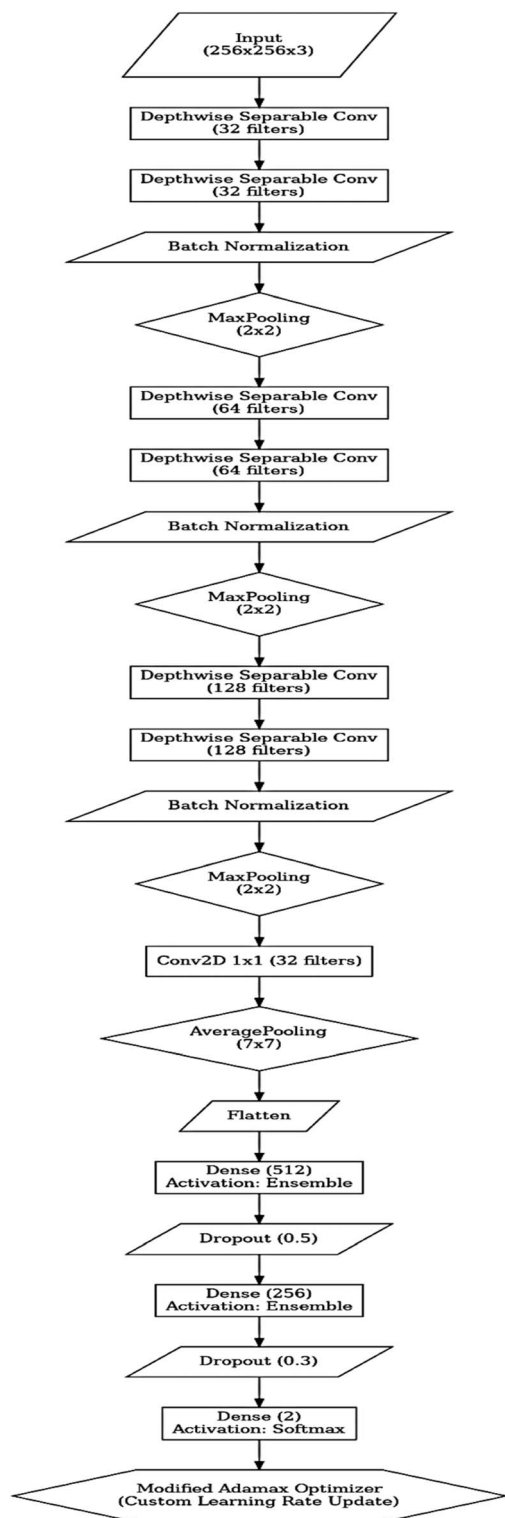 Input
(256x256x3)
Depthwise Separable Conv
(32 filters)
Depthwise Separable Conv
(32 filters)
Batch Normalization
MaxPooling
(2x2)
Depthwise Separable Conv
(64 filters)
Depthwise Separable Conv
(64 filters)
Batch Normalization
MaxPooling
(2x2)
Depthwise Separable Conv
(128 filters)
Depthwise Separable Conv
(128 filters)
Batch Normalization
MaxPooling
(2x2)
Conv2D 1x1 (32 filters)
AveragePooling
(7x7)
Flatten
Dense (512)
Activation: Ensemble
Dropout (0.5)
Dense (256)
Activation: Ensemble
Dropout (0.3)
Dense (2)
Activation: Softmax
Modified Adamax Optimizer
(Custom Learning Rate Update)